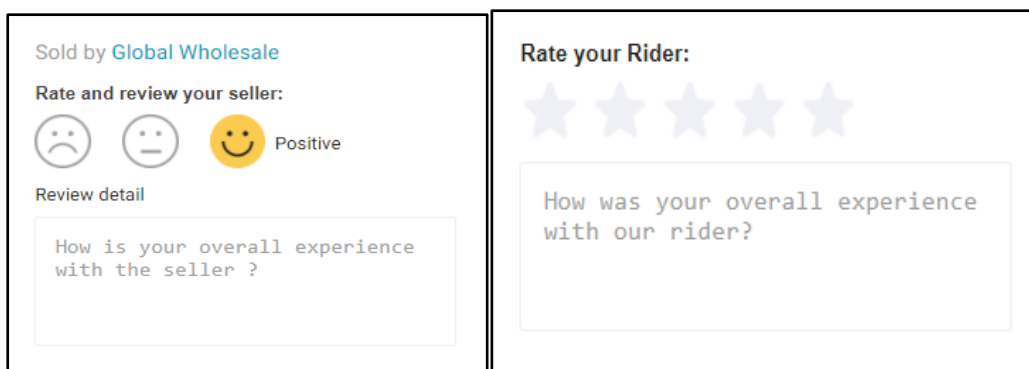 Sold by Global Wholesale
Rate and review your seller:
Positive
Review detail
How is your overall experience
with the seller ?
Rate your Rider:
How was your overall experience
with our rider?